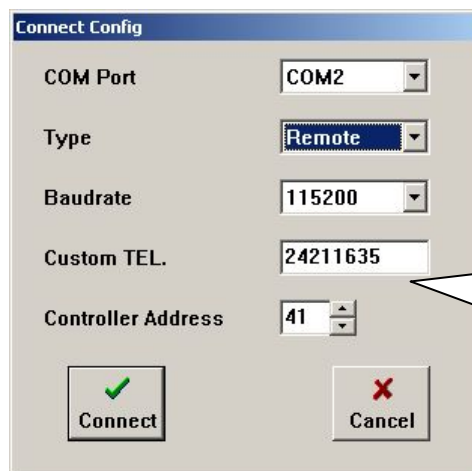 Connect Config
COM Port COM2
Type Remote
Baudrate 115200
Custom TEL. 24211635
Controller Address 41
Connect Cancel